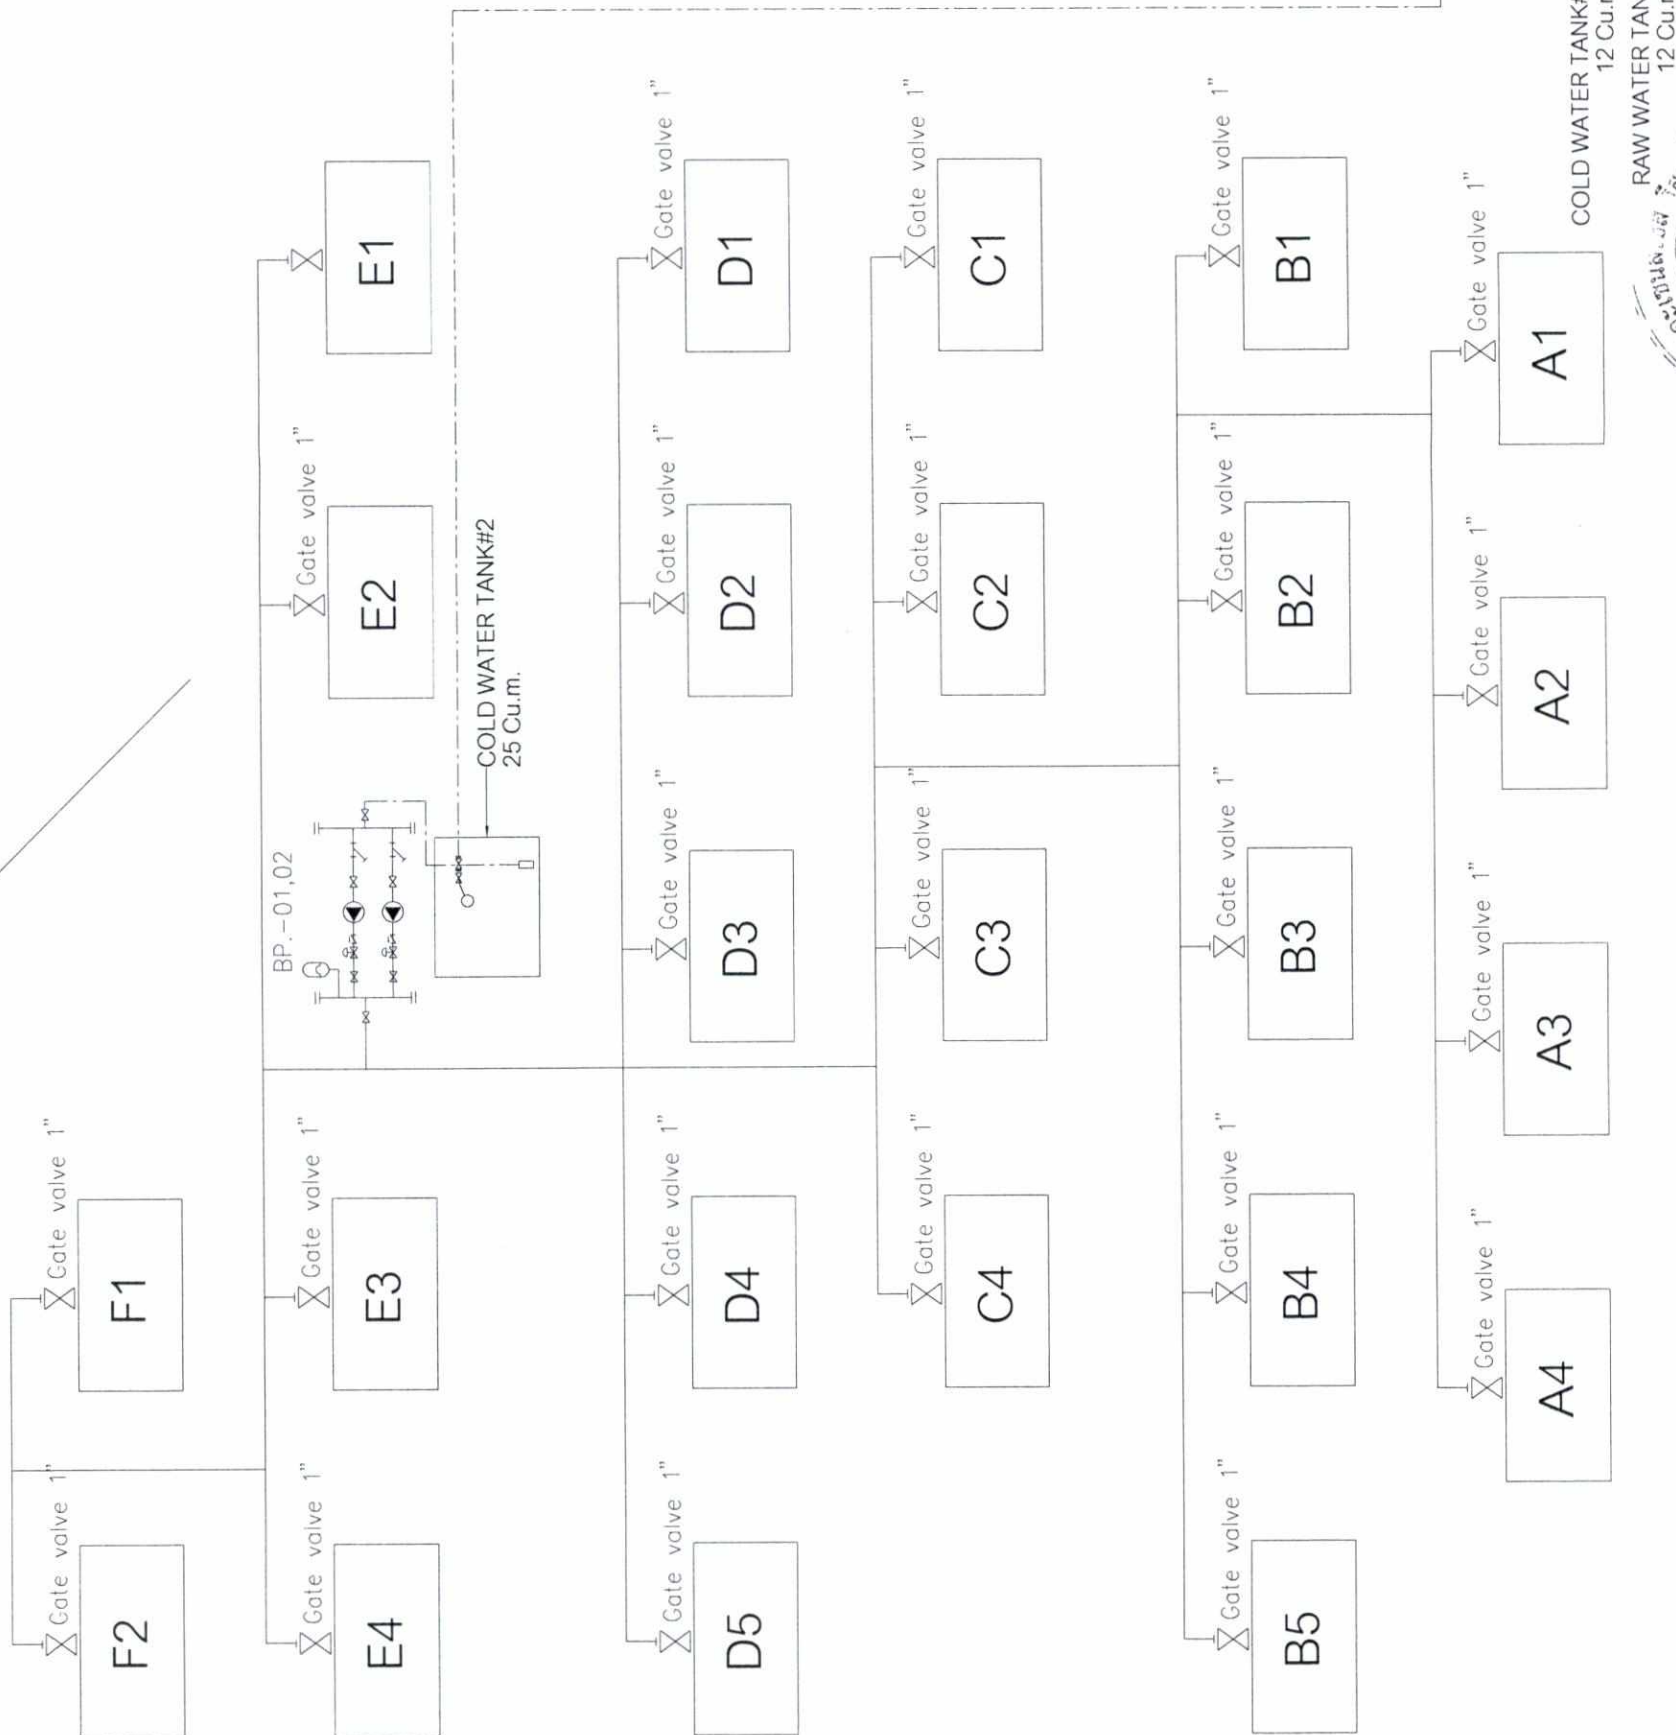 F2
Gate valve 1"
F1
Gate valve 1"
E4
Gate valve 1"
E3
Gate valve 1"
BP.-01,02
E2
Gate valve 1"
E1
COLD WATER TANK#2
25 Cu.m.
D5
Gate valve 1"
D4
Gate valve 1"
D3
Gate valve 1"
D2
Gate valve 1"
D1
Gate valve 1"
C4
Gate valve 1"
C3
Gate valve 1"
C2
Gate valve 1"
C1
Gate valve 1"
B5
Gate valve 1"
B4
Gate valve 1"
B3
Gate valve 1"
B2
Gate valve 1"
B1
Gate valve 1"
A4
Gate valve 1"
A3
Gate valve 1"
A2
Gate valve 1"
A1
Gate valve 1"
COLD WATER TANK#
12 Cu.
RAW WATER
12 Cu.